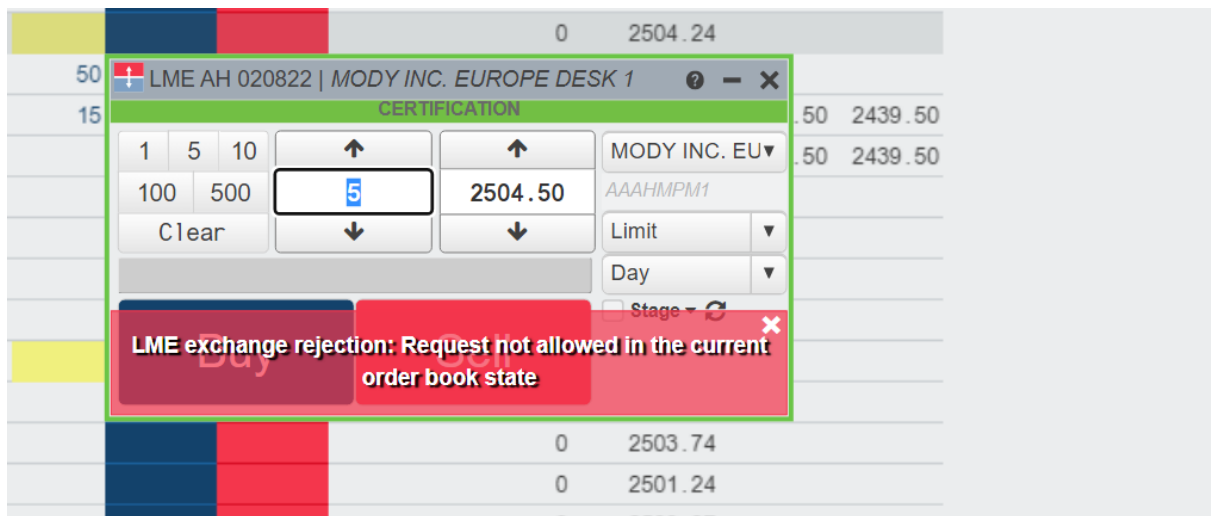 0 2504.24
50 LME AH 020822 | MODY INC. EUROPE DESK 1
15 CERTIFICATION .50 2439.50
1 5 10 MODY INC. EU .50 2439.50
100 500 5 2504.50 AAAHMPM1
Clear Limit
Day
Stage
Buy Sell
LME exchange rejection: Request not allowed in the current
order book state
0 2503.74
0 2501.24